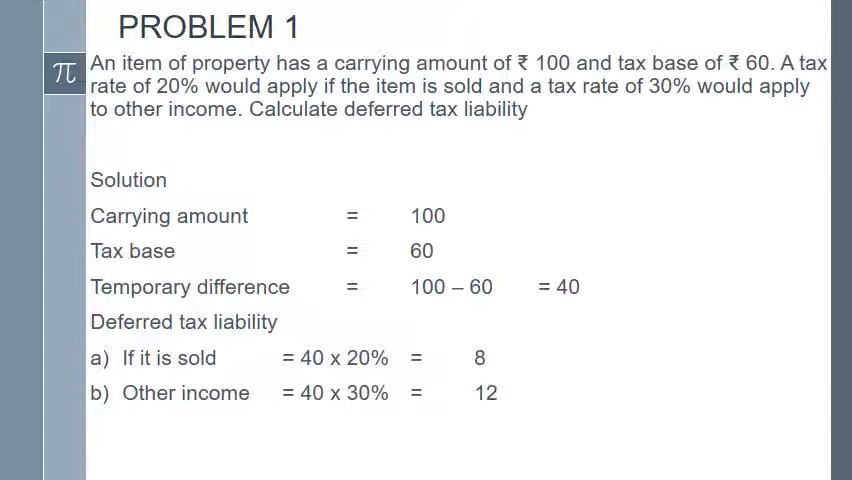 PROBLEM 1
π
An item of property has a carrying amount of ₹ 100 and tax base of ₹ 60. A tax
rate of 20% would apply if the item is sold and a tax rate of 30% would apply
to other income. Calculate deferred tax liability
Solution
Carrying amount = 100
Tax base = 60
Temporary difference = 100 – 60 = 40
Deferred tax liability
a) If it is sold = 40 x 20% = 8
b) Other income = 40 x 30% = 12